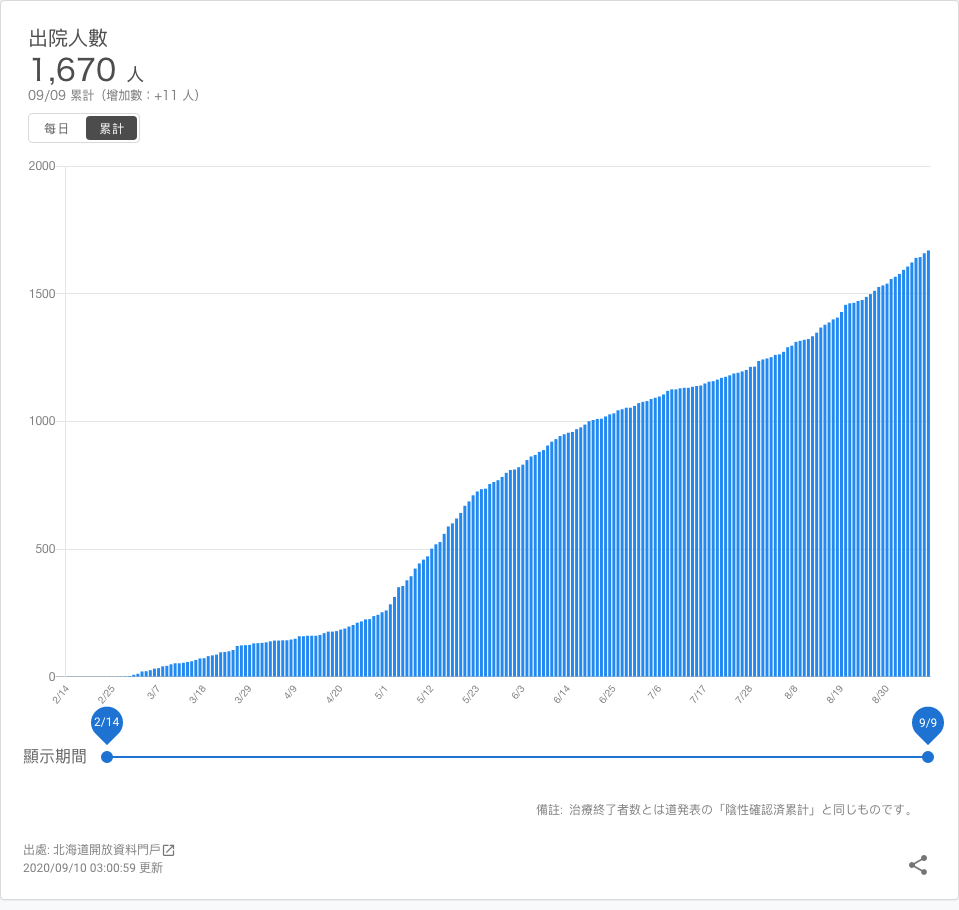 出院人數
1,670 人
09/09 累計（增加數：+11 人）
每日 累計
2000
1500
1000
500
0
2/14 2/25 3/7 3/18 3/29 4/9 4/20 5/1 5/12 5/23 6/3 6/14 6/25 7/6 7/17 7/28 8/8 8/19 8/30
2/14 9/9
顯示期間
備註: 治療終了者数とは道発表の「陰性確認済累計」と同じものです。
出處: 北海道開放資料門戶
2020/09/10 03:00:59 更新